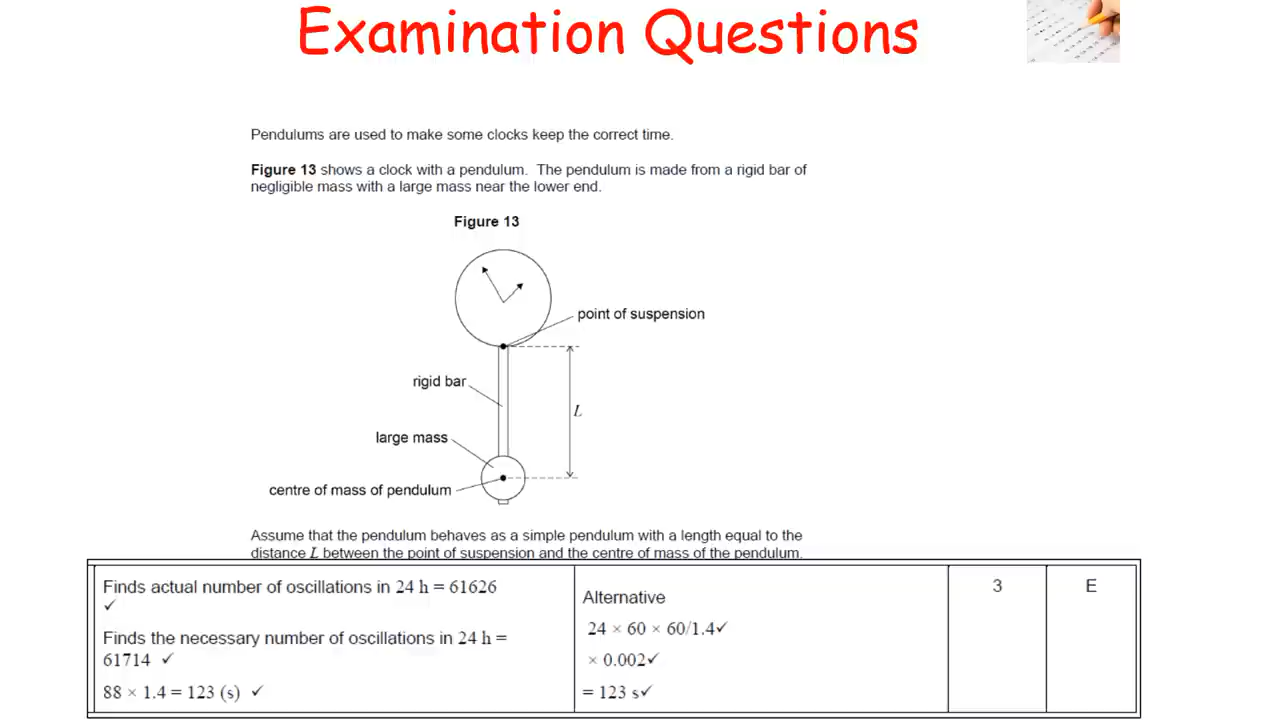 Examination Questions
Pendulums are used to make some clocks keep the correct time.
Figure 13 shows a clock with a pendulum. The pendulum is made from a rigid bar of
negligible mass with a large mass near the lower end.
Figure 13
point of suspension
rigid bar
L
large mass
centre of mass of pendulum
Assume that the pendulum behaves as a simple pendulum with a length equal to the
distance L between the point of suspension and the centre of mass of the pendulum.
Finds actual number of oscillations in 24 h = 61626
✓
Finds the necessary number of oscillations in 24 h =
61714 ✓
88 × 1.4 = 123 (s) ✓
Alternative
24 × 60 × 60/1.4✓
× 0.002✓
= 123 s✓
3
E